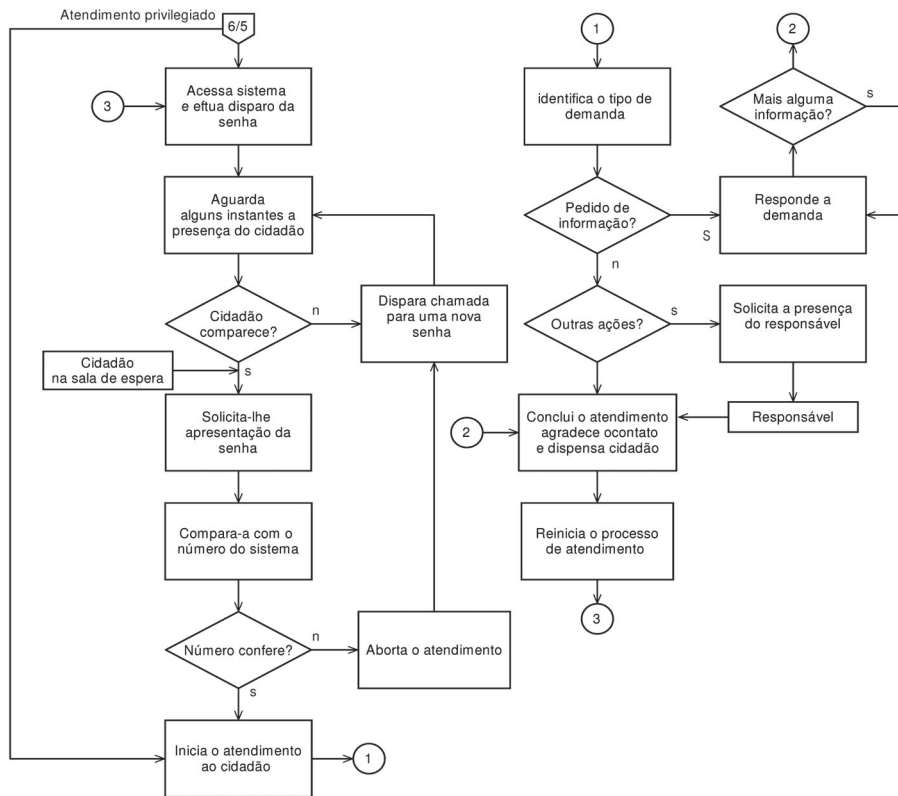 Atendimento privilegiado
6/5
3
Acessa sistema
e eftua disparo da
senha
Aguarda
alguns instantes a
presença do cidadão
Cidadão
comparece?
n
Dispara chamada
para uma nova
senha
s
Cidadão
na sala de espera
Solicita-lhe
apresentação da
senha
Compara-a com o
número do sistema
Número confere?
n
Aborta o atendimento
s
Inicia o atendimento
ao cidadão
1
1
identifica o tipo de
demanda
Pedido de
informação?
S
Responde a
demanda
Mais alguma
informação?
s
2
n
Outras ações?
s
Solicita a presença
do responsável
Responsável
2
Conclui o atendimento
agradece ocontato
e dispensa cidadão
Reinicia o processo
de atendimento
3